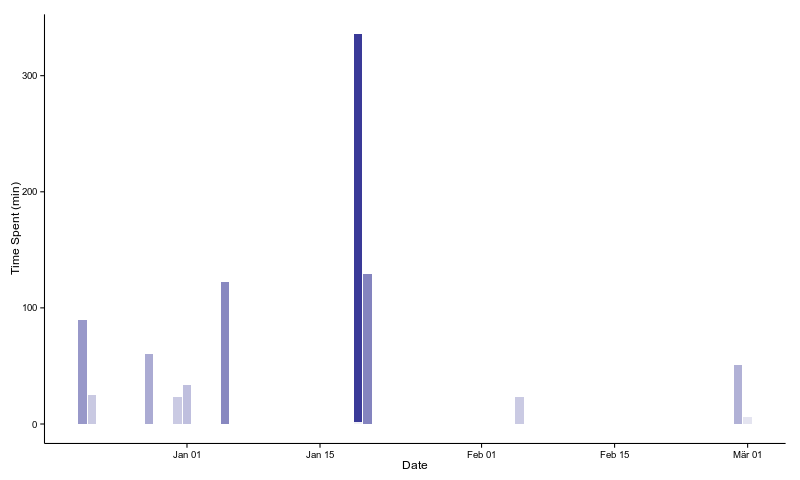 Time Spent (min)
300
200
100
0
Jan 01
Jan 15
Feb 01
Feb 15
Mär 01
Date